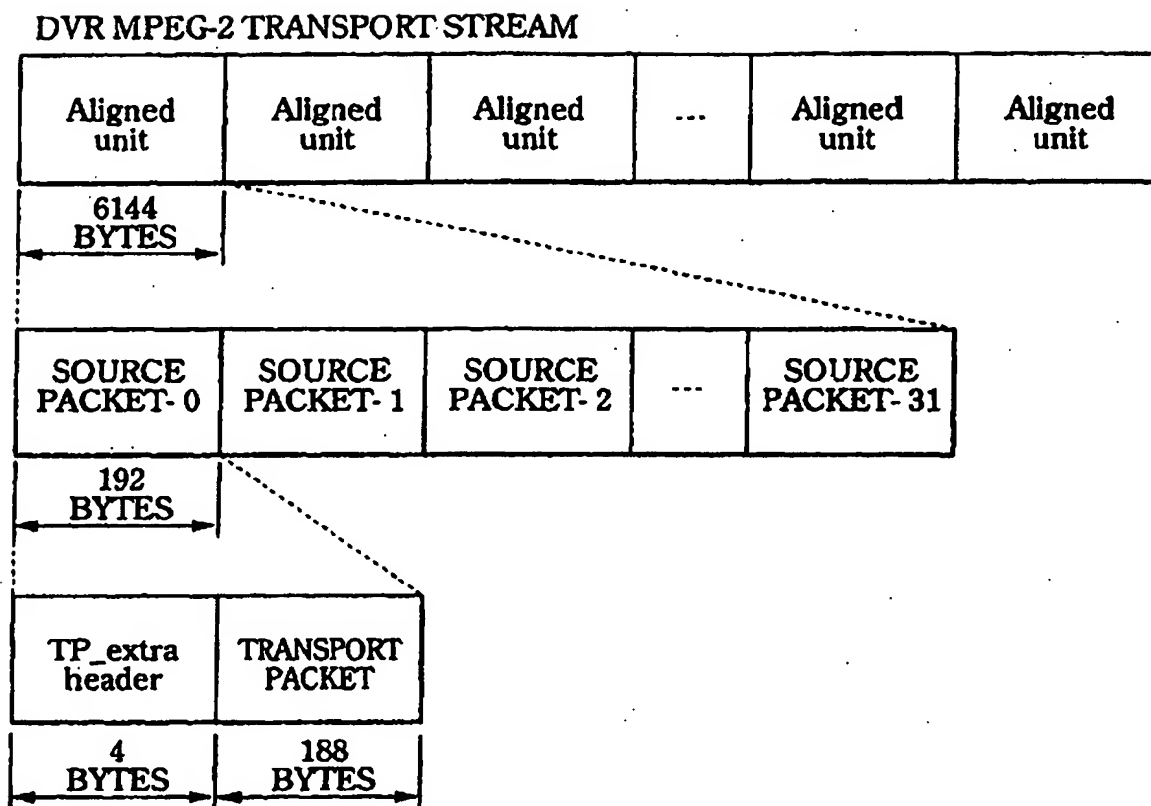 DVR MPEG-2 TRANSPORT STREAM
Aligned
unit
Aligned
unit
Aligned
unit
---
Aligned
unit
Aligned
unit
6144
BYTES
SOURCE
PACKET- 0
SOURCE
PACKET- 1
SOURCE
PACKET- 2
---
SOURCE
PACKET- 31
192
BYTES
TP_extra
header
TRANSPORT
PACKET
4
BYTES
188
BYTES